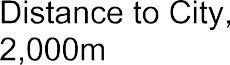 Distance to City,
2,000m